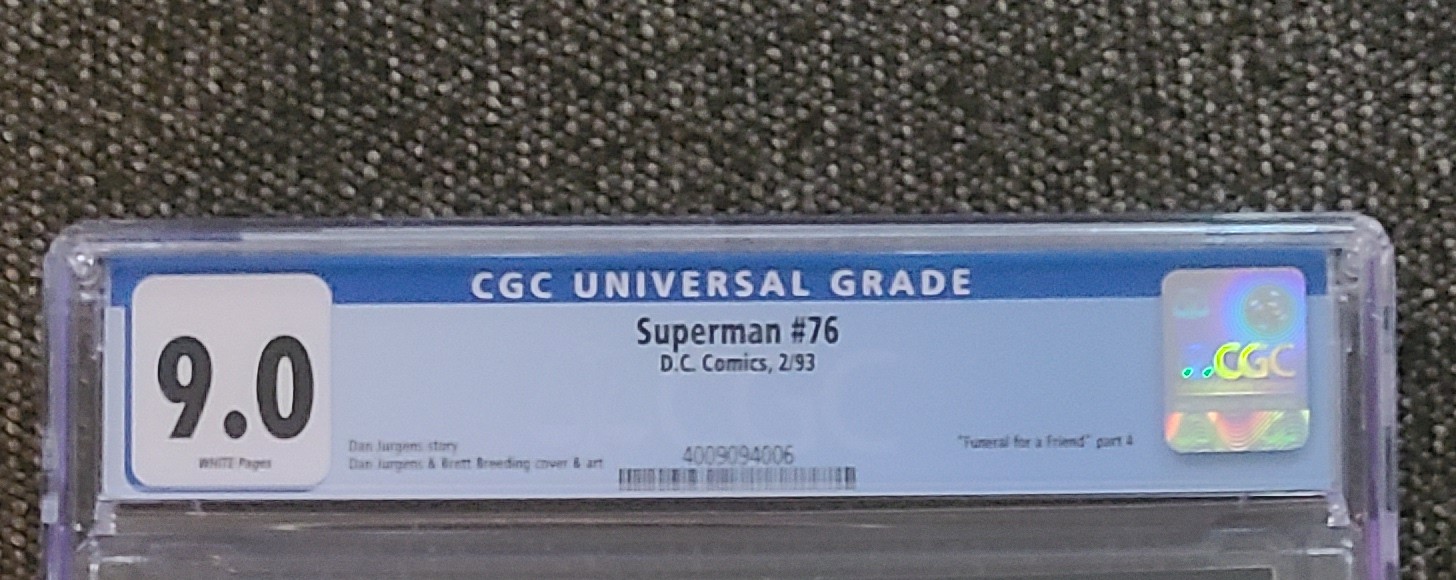 CGC UNIVERSAL GRADE
9.0
WHITE Pages
Superman #76
D.C. Comics, 2/93
Dan Jurgens story
Dan Jurgens & Brett Breeding cover & art
4009094006
"Funeral for a Friend" part 4
CGC